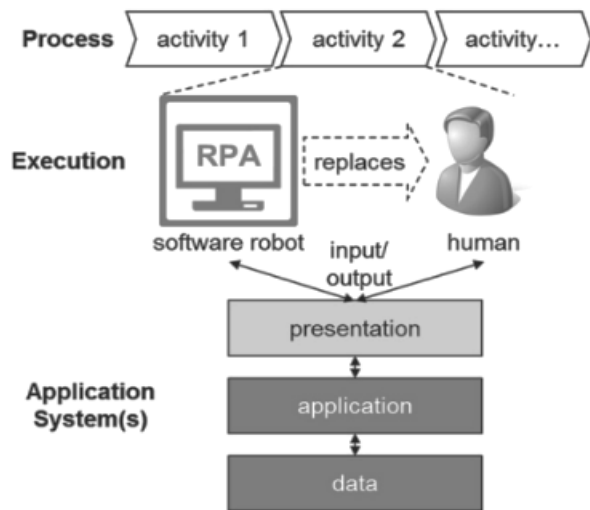 Process
activity 1
activity 2
activity...
Execution
RPA
replaces
software robot
human
input/
output
presentation
Application
System(s)
application
data